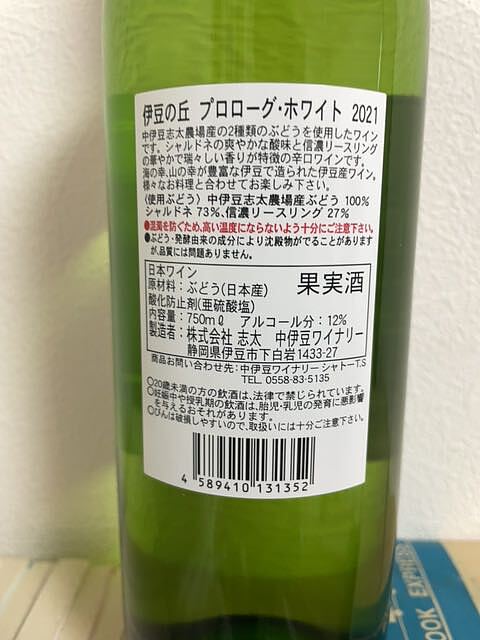 伊豆の丘 プロローグ・ホワイト 2021
中伊豆志太農場産の2種類のぶどうを使用したワイン
です。シャルドネの爽やかな酸味と信濃リースリング
の華やかで瑞々しい香りが特徴の辛口ワインです。
海の幸、山の幸が豊富な伊豆で造られた伊豆産ワイン。
様々なお料理と合わせてお楽しみ下さい。
〈使用ぶどう〉中伊豆志太農場産ぶどう 100%
シャルドネ 73%、信濃リースリング 27%
●混濁を防ぐため、高い温度にならないよう十分にご注意下さい。
●ぶどう・発酵由来の成分により沈殿物がでることがあります
が、品質には問題ありません。
日本ワイン
原材料：ぶどう(日本産) 果実酒
酸化防止剤(亜硫酸塩)
内容量：750mℓ アルコール分：12%
製造者：株式会社 志太 中伊豆ワイナリー
静岡県伊豆市下白岩1433-27
商品お問い合わせ先：中伊豆ワイナリー シャトーT.S
TEL. 0558-83-5135
○20歳未満の方の飲酒は、法律で禁じられています。
○妊娠中や授乳期の飲酒は、胎児・乳児の発育に悪影響
を与えるおそれがあります。
○びんは破損しやすいので、取扱いには十分ご注意下さい。
4 589410 131352
OOK EXPRESS